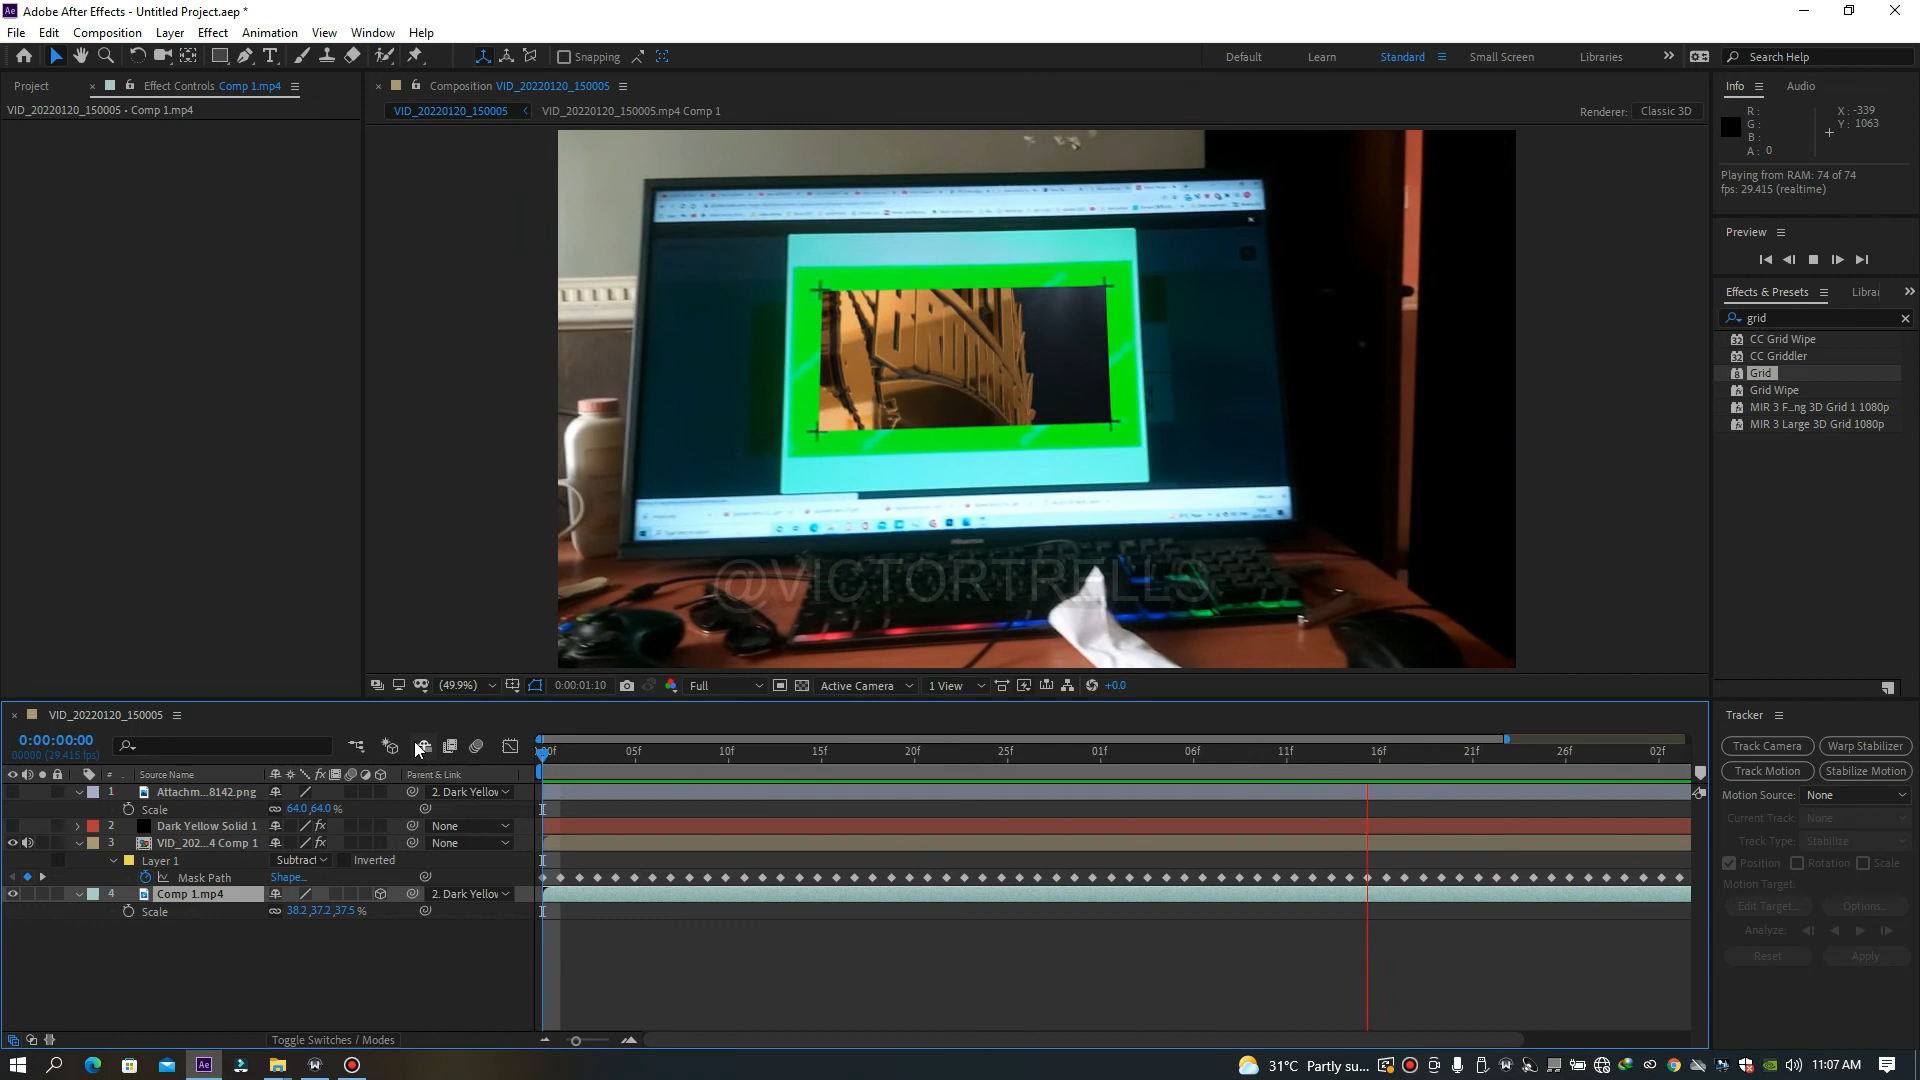 Adobe After Effects - Untitled Project.aep *
File Edit Composition Layer Effect Animation View Window Help
Snapping
Default Learn Standard Small Screen Libraries
Search Help
Project
Effect Controls Comp 1.mp4
VID_20220120_150005 • Comp 1.mp4
Composition VID_20220120_150005
VID_20220120_150005
VID_20220120_150005.mp4 Comp 1
Renderer: Classic 3D
@VICTORTRELLS
(49.9%)
0:00:01:10
Full
Active Camera
1 View
+0.0
Info Audio
R :
G :
B :
A : 0
X : -339
Y : 1063
Playing from RAM: 74 of 74
fps: 29.415 (realtime)
Preview
Effects & Presets
Librar
grid
CC Grid Wipe
CC Griddler
Grid
Grid Wipe
MIR 3 F...ng 3D Grid 1 1080p
MIR 3 Large 3D Grid 1080p
VID_20220120_150005
0:00:00:00
00000 (29.415 fps)
05f 10f 15f 20f 25f 01f 06f 11f 16f 21f 26f 02f
# Source Name Parent & Link
1 Attachm...8142.png 2. Dark Yellow
Scale 64.0,64.0 %
2 Dark Yellow Solid 1 None
3 VID_202...4 Comp 1 None
Layer 1 Subtract Inverted
Mask Path Shape...
4 Comp 1.mp4 2. Dark Yellow
Scale 38.2,37.2,37.5 %
Toggle Switches / Modes
Tracker
Track Camera Warp Stabilizer
Track Motion Stabilize Motion
Motion Source: None
Current Track: None
Track Type: Stabilize
Position Rotation Scale
Motion Target:
Edit Target... Options...
Analyze:
Reset Apply
31°C Partly su...
11:07 AM